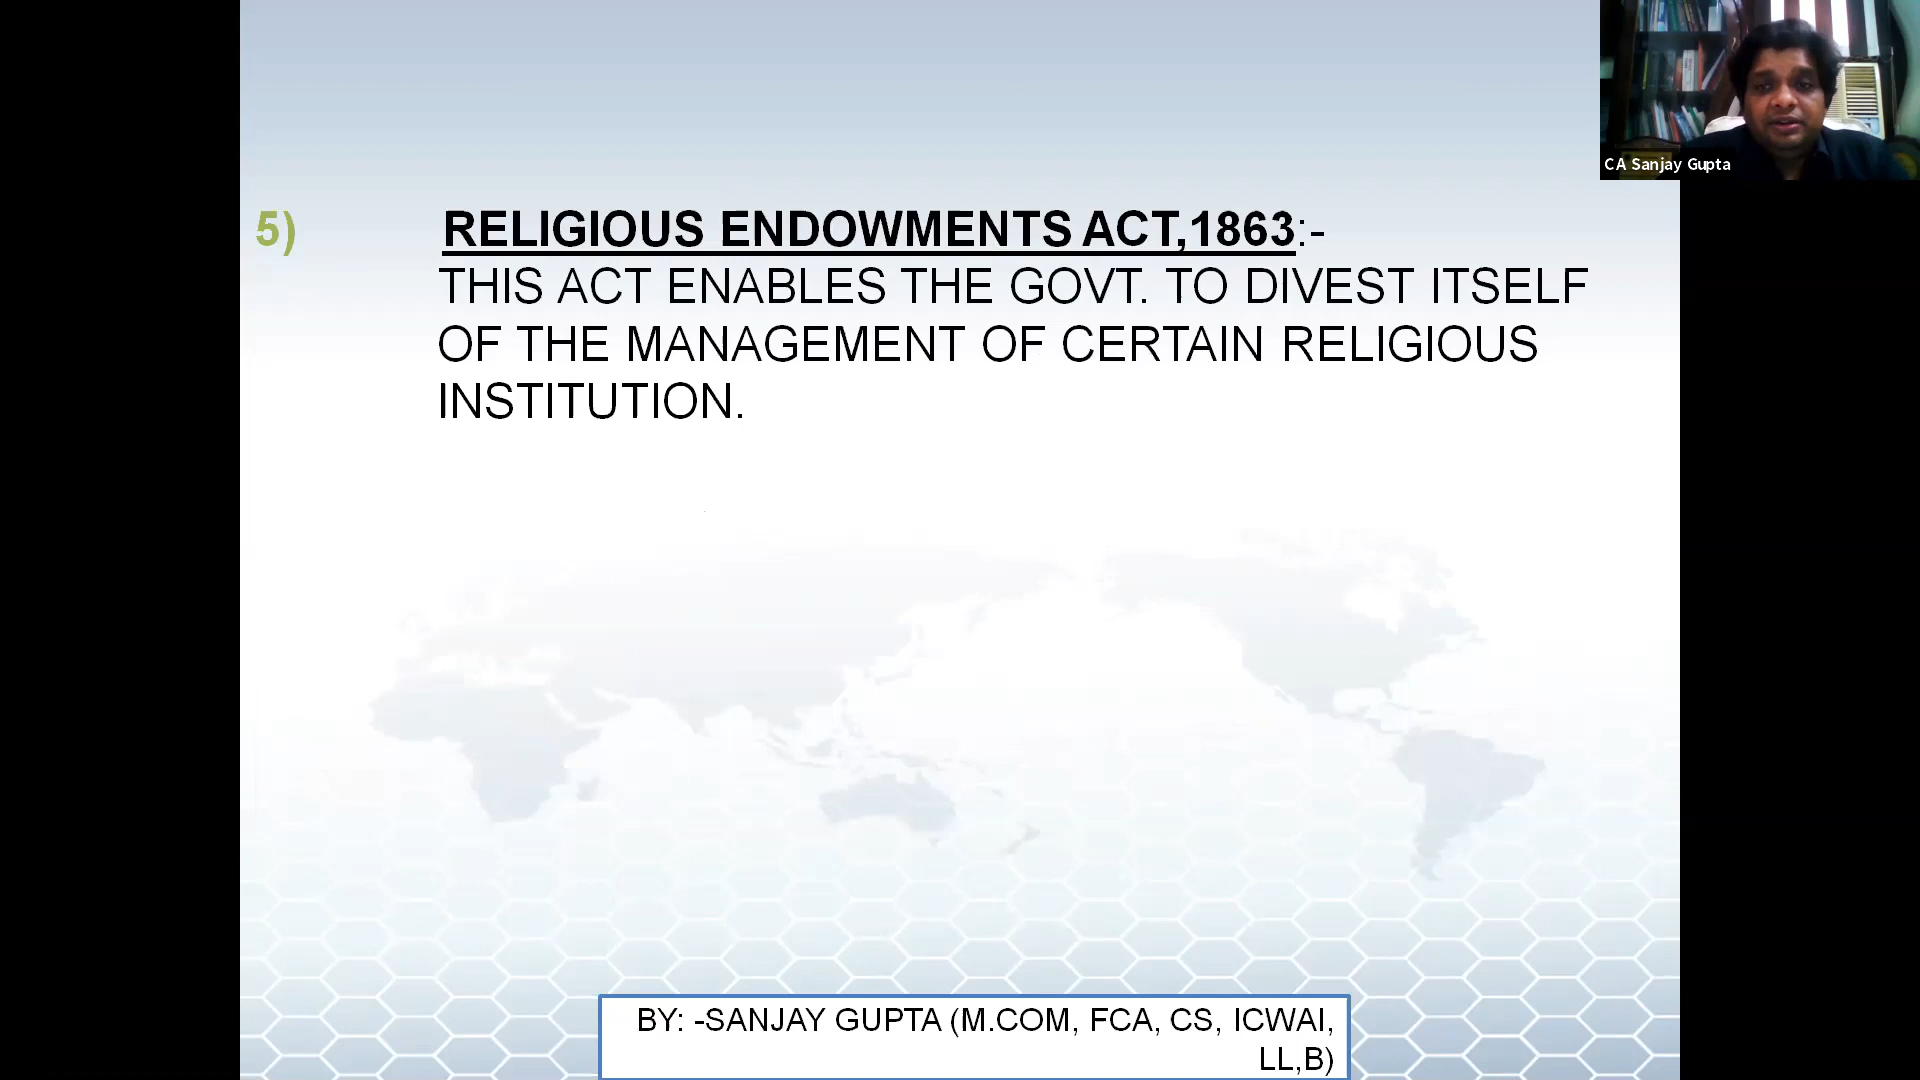 CA Sanjay Gupta
5) RELIGIOUS ENDOWMENTS ACT,1863:-
THIS ACT ENABLES THE GOVT. TO DIVEST ITSELF
OF THE MANAGEMENT OF CERTAIN RELIGIOUS
INSTITUTION.
BY: -SANJAY GUPTA (M.COM, FCA, CS, ICWAI,
LL,B)